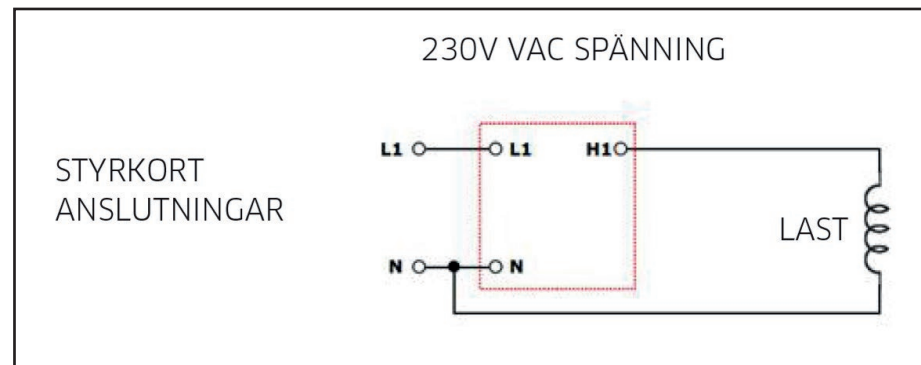 230V VAC SPÄNNING
STYRKORT
ANSLUTNINGAR
L1 L1 H1
LAST
N N